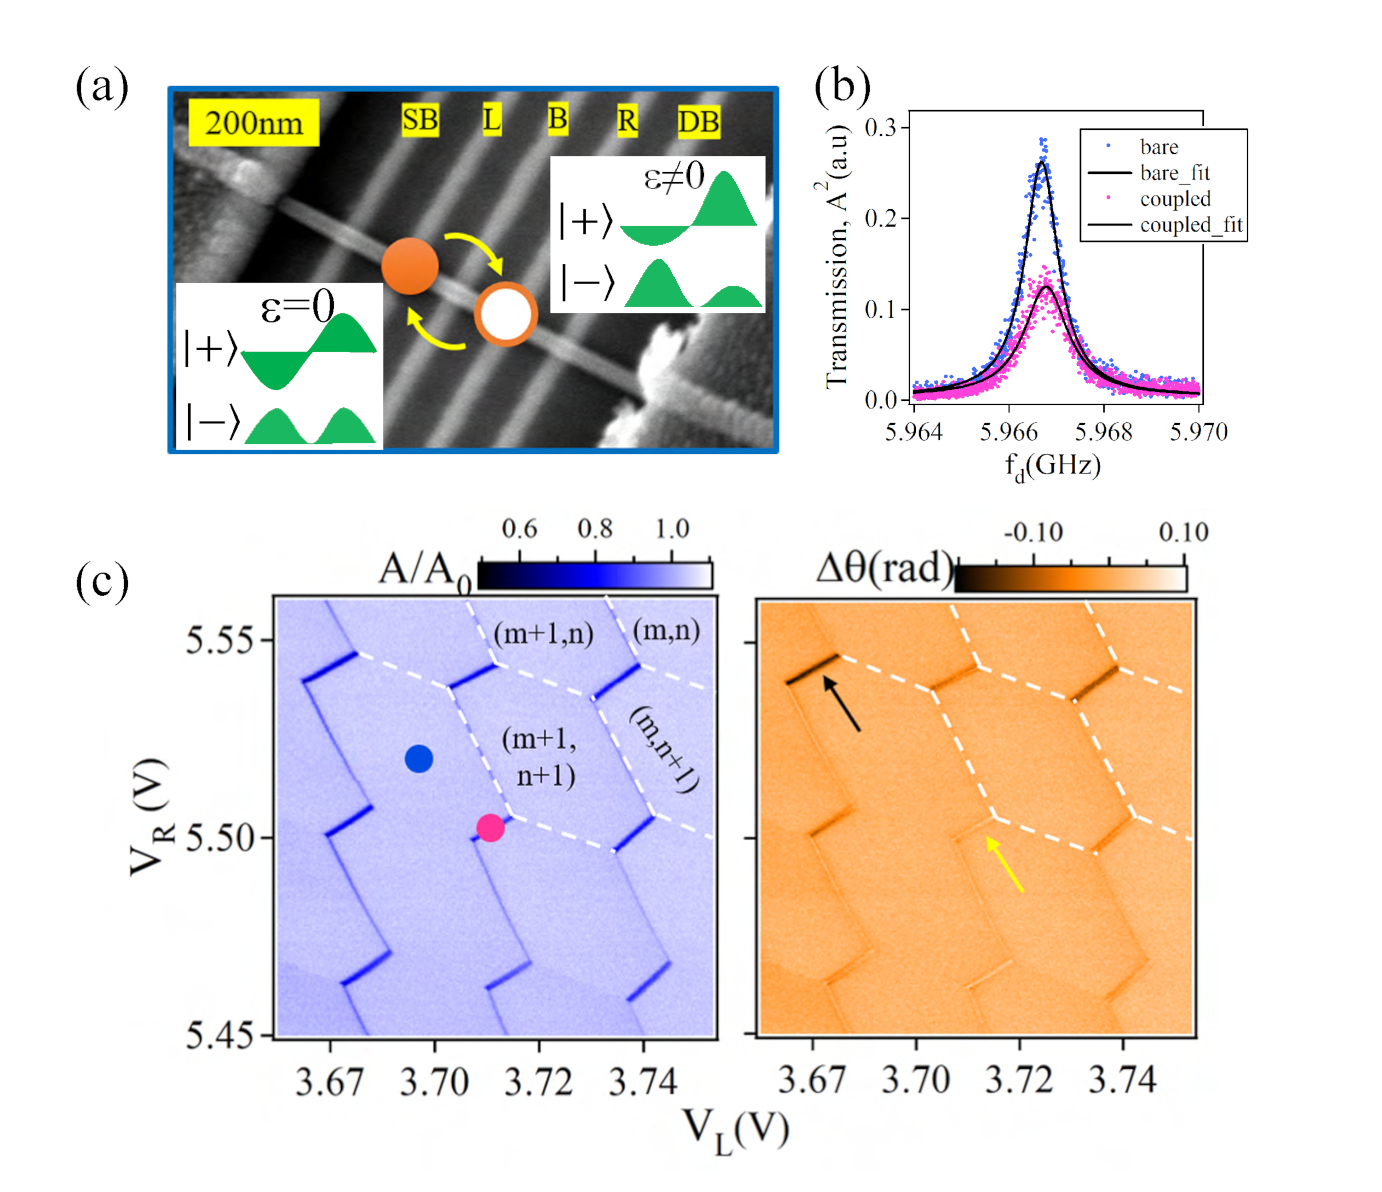 (a)
200nm
SB
L
B
R
DB
ε≠0
|+⟩
|−⟩
ε=0
|+⟩
|−⟩
(b)
Transmission, A²(a.u)
0.3
0.2
0.1
0.0
bare
bare_fit
coupled
coupled_fit
5.964
5.966
5.968
5.970
f_d(GHz)
(c)
A/A₀
0.6
0.8
1.0
Δθ(rad)
-0.10
0.10
V_R (V)
5.55
5.50
5.45
(m+1,n)
(m,n)
(m+1,
n+1)
(m,n+1)
3.67
3.70
3.72
3.74
3.67
3.70
3.72
3.74
V_L(V)